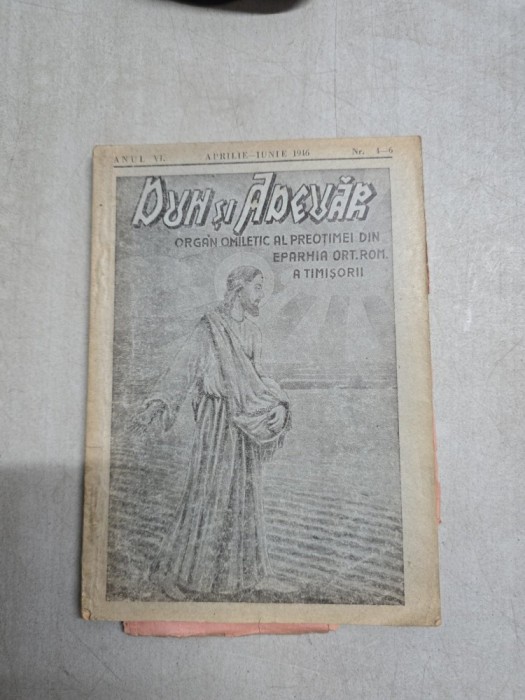 ANUL VI. APRILIE—IUNIE 1946 Nr. 4—6
DUH ȘI ADEVĂR
ORGAN OMILETIC AL PREOȚIMEI DIN
EPARHIA ORT. ROM.
A TIMIȘORII